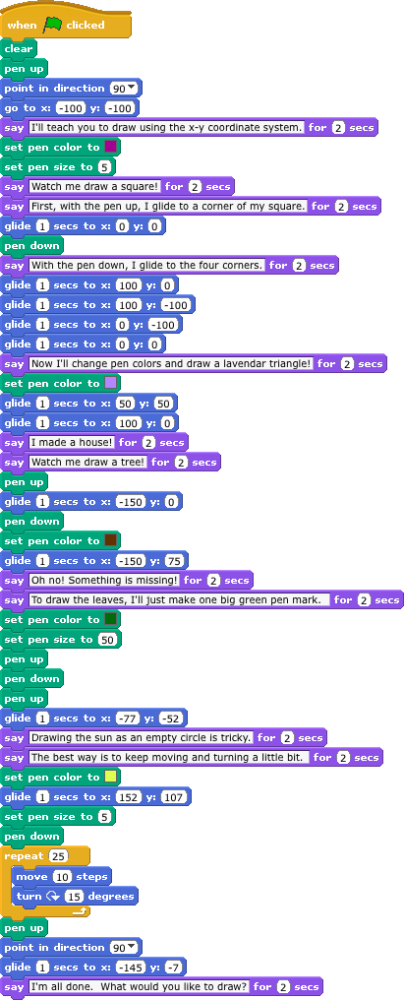 when clicked
clear
pen up
point in direction 90
go to x: -100 y: -100
say I'll teach you to draw using the x-y coordinate system. for 2 secs
set pen color to
set pen size to 5
say Watch me draw a square! for 2 secs
say First, with the pen up, I glide to a corner of my square. for 2 secs
glide 1 secs to x: 0 y: 0
pen down
say With the pen down, I glide to the four corners. for 2 secs
glide 1 secs to x: 100 y: 0
glide 1 secs to x: 100 y: -100
glide 1 secs to x: 0 y: -100
glide 1 secs to x: 0 y: 0
say Now I'll change pen colors and draw a lavendar triangle! for 2 secs
set pen color to
glide 1 secs to x: 50 y: 50
glide 1 secs to x: 100 y: 0
say I made a house! for 2 secs
say Watch me draw a tree! for 2 secs
pen up
glide 1 secs to x: -150 y: 0
pen down
set pen color to
glide 1 secs to x: -150 y: 75
say Oh no! Something is missing! for 2 secs
say To draw the leaves, I'll just make one big green pen mark. for 2 secs
set pen color to
set pen size to 50
pen up
pen down
pen up
glide 1 secs to x: -77 y: -52
say Drawing the sun as an empty circle is tricky. for 2 secs
say The best way is to keep moving and turning a little bit. for 2 secs
set pen color to
glide 1 secs to x: 152 y: 107
set pen size to 5
pen down
repeat 25
move 10 steps
turn 15 degrees
pen up
point in direction 90
glide 1 secs to x: -145 y: -7
say I'm all done. What would you like to draw? for 2 secs